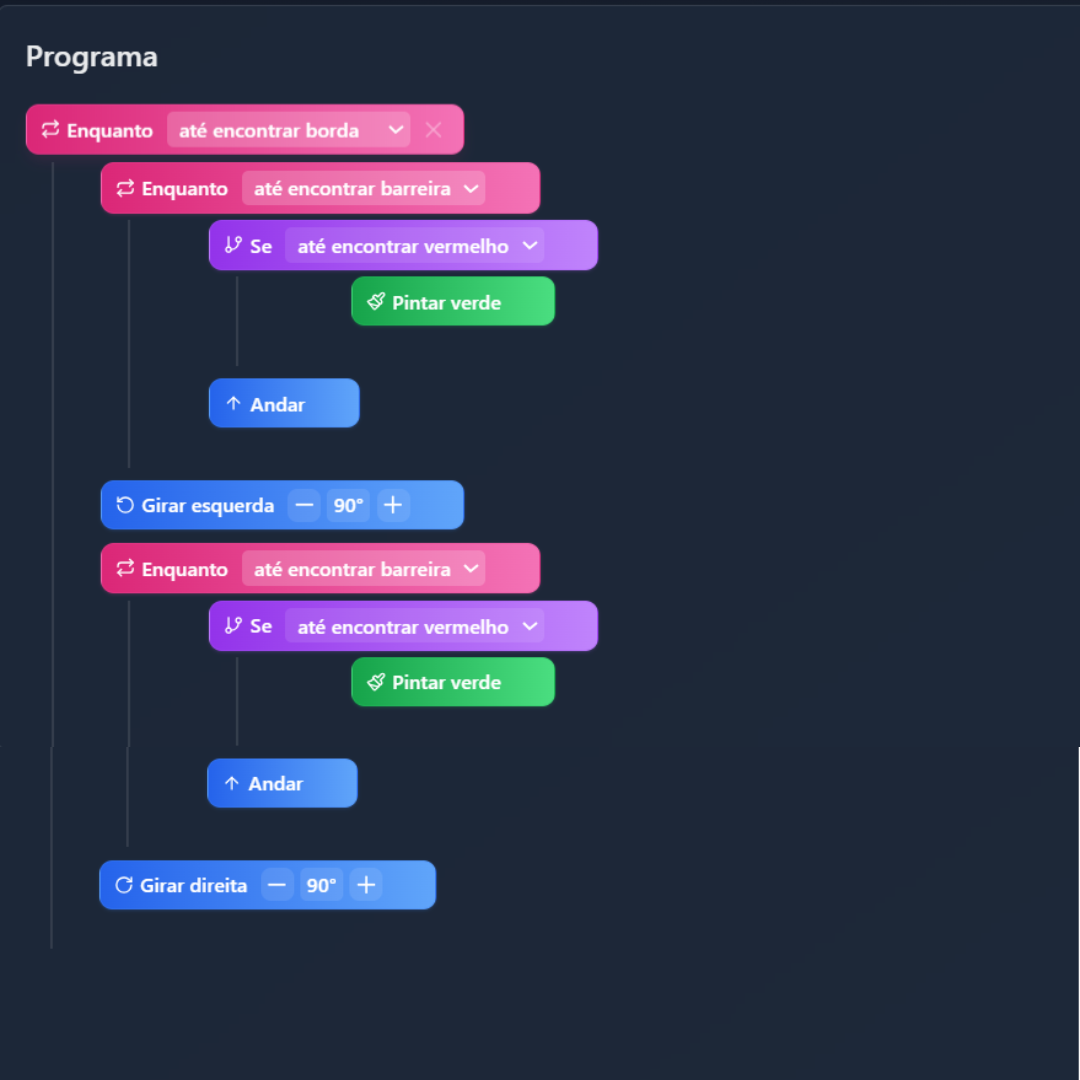 Programa
Enquanto até encontrar borda
Enquanto até encontrar barreira
Se até encontrar vermelho
Pintar verde
Andar
Girar esquerda — 90° +
Enquanto até encontrar barreira
Se até encontrar vermelho
Pintar verde
Andar
Girar direita — 90° +